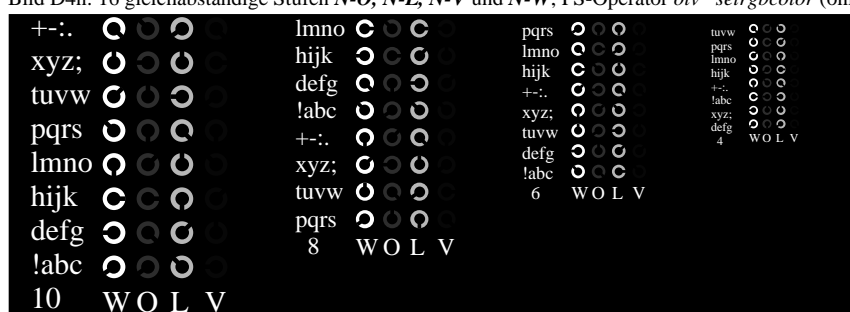 Bild D4n: 16 gleichabständige Stufen N-O, N-L, N-V und N-W; PS-Operator olv* setrgbcolor (ohn
+-:.
xyz;
tuvw
pqrs
lmno
hijk
defg
!abc
10 W O L V
lmno
hijk
defg
!abc
+-:.
xyz;
tuvw
pqrs
8 W O L V
pqrs
lmno
hijk
+-:.
xyz;
tuvw
defg
!abc
6 W O L V
tuvw
pqrs
lmno
hijk
+-:.
!abc
xyz;
defg
4 W O L V